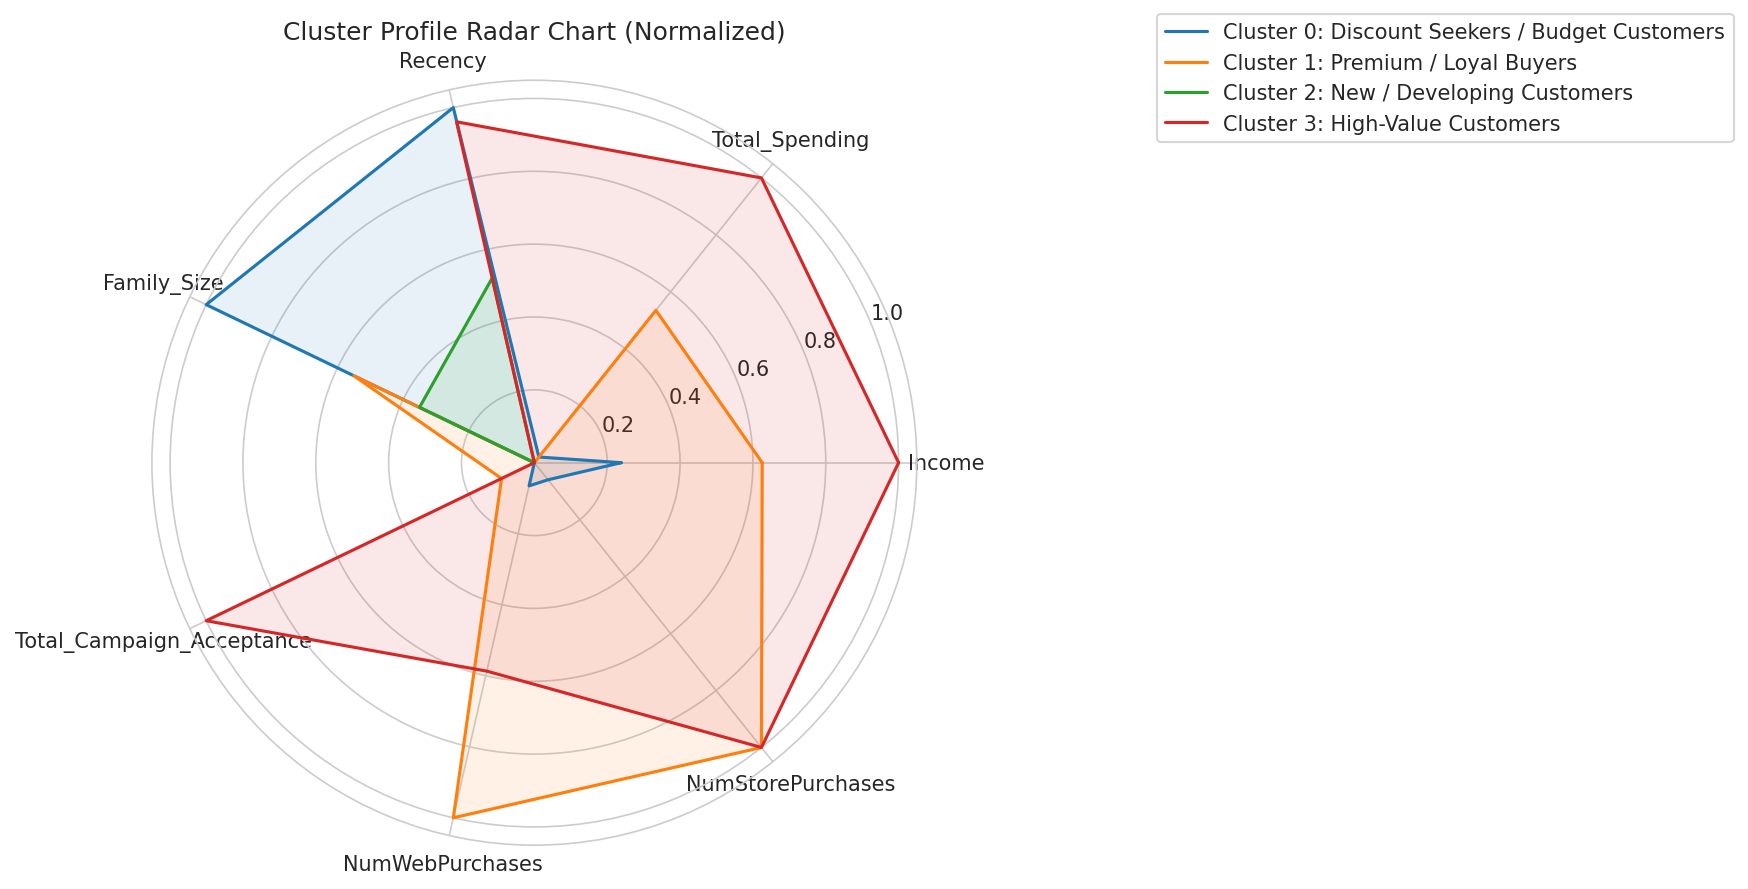 Cluster Profile Radar Chart (Normalized)
Cluster 0: Discount Seekers / Budget Customers
Cluster 1: Premium / Loyal Buyers
Cluster 2: New / Developing Customers
Cluster 3: High-Value Customers
Recency
Total_Spending
Family_Size
1.0
0.8
0.6
0.4
0.2
Income
Total_Campaign_Acceptance
NumStorePurchases
NumWebPurchases